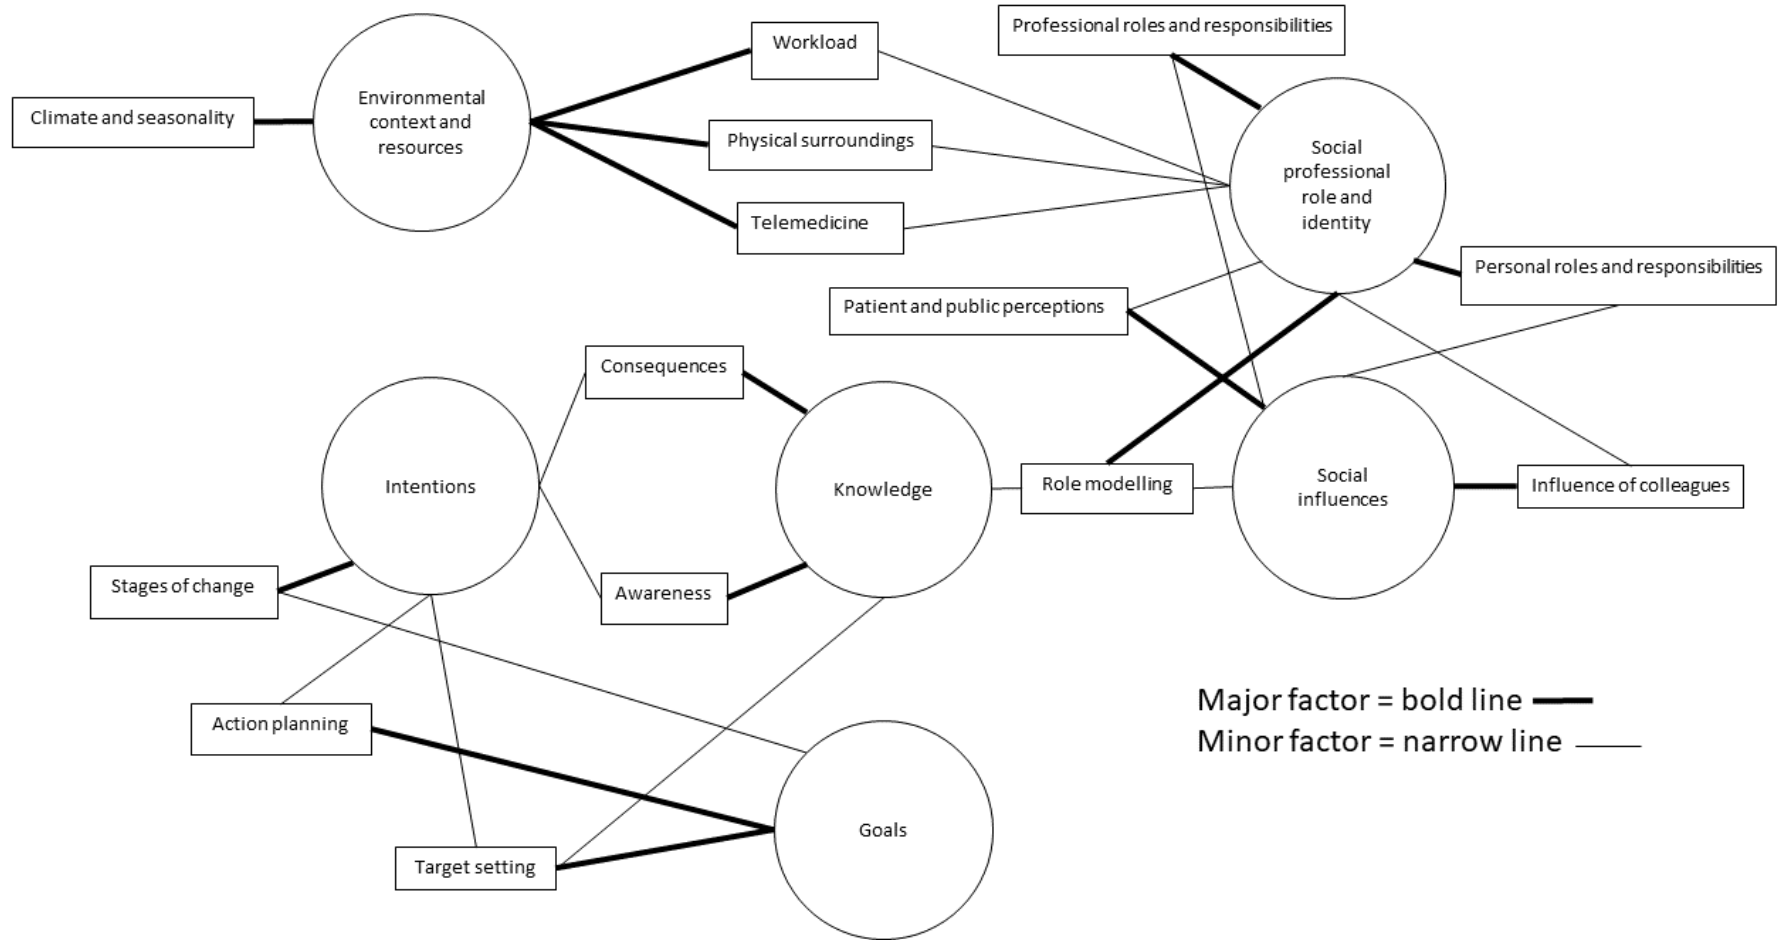 Professional roles and responsibilities
Workload
Climate and seasonality
Environmental
context and
resources
Physical surroundings
Telemedicine
Social
professional
role and
identity
Personal roles and responsibilities
Patient and public perceptions
Consequences
Intentions
Knowledge
Role modelling
Social
influences
Influence of colleagues
Stages of change
Awareness
Action planning
Major factor = bold line
Minor factor = narrow line
Goals
Target setting